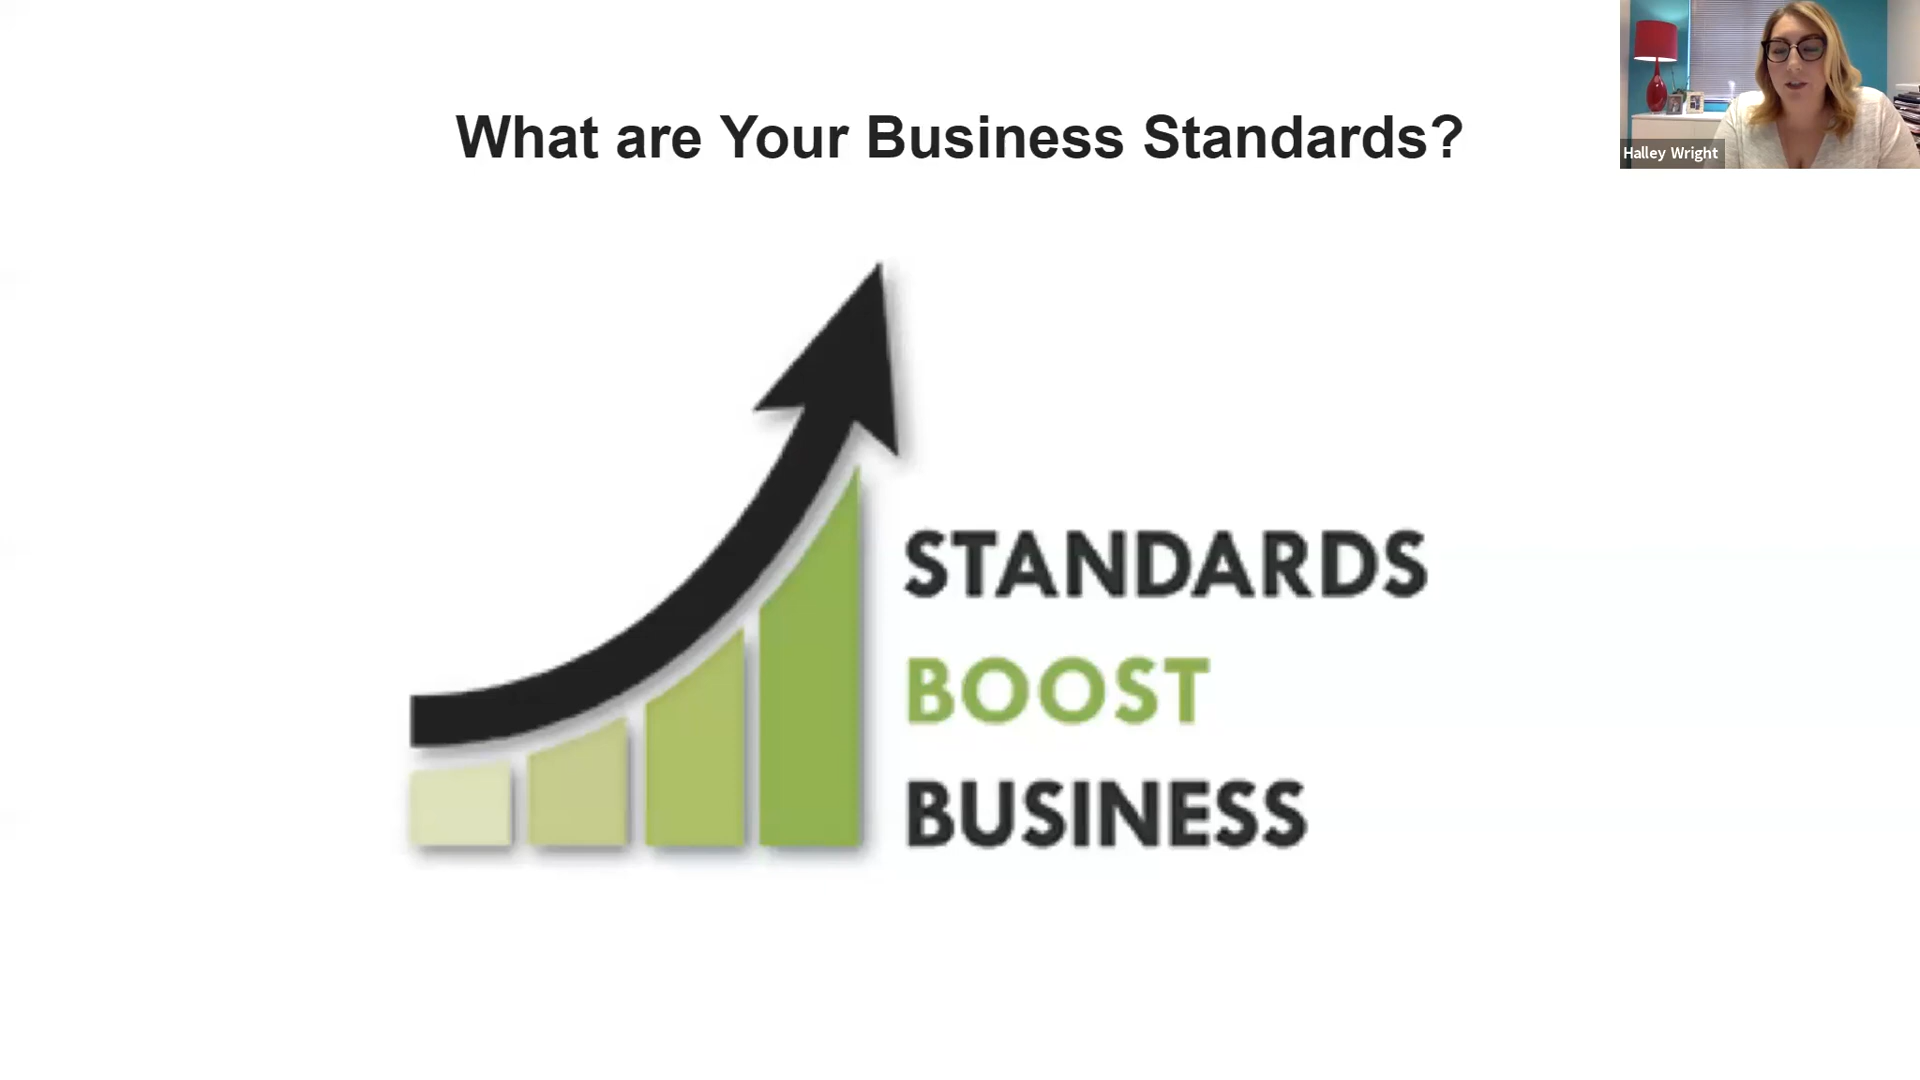 What are Your Business Standards?
Halley Wright
STANDARDS
BOOST
BUSINESS